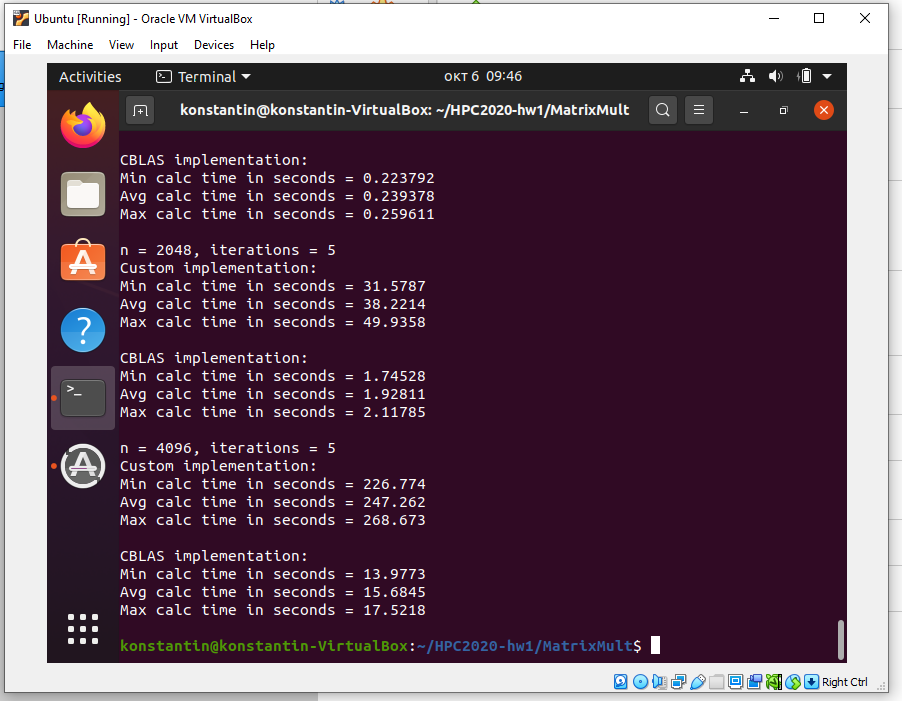 Ubuntu [Running] - Oracle VM VirtualBox
File Machine View Input Devices Help
Activities Terminal окт 6 09:46
konstantin@konstantin-VirtualBox: ~/HPC2020-hw1/MatrixMult
CBLAS implementation:
Min calc time in seconds = 0.223792
Avg calc time in seconds = 0.239378
Max calc time in seconds = 0.259611
n = 2048, iterations = 5
Custom implementation:
Min calc time in seconds = 31.5787
Avg calc time in seconds = 38.2214
Max calc time in seconds = 49.9358
CBLAS implementation:
Min calc time in seconds = 1.74528
Avg calc time in seconds = 1.92811
Max calc time in seconds = 2.11785
n = 4096, iterations = 5
Custom implementation:
Min calc time in seconds = 226.774
Avg calc time in seconds = 247.262
Max calc time in seconds = 268.673
CBLAS implementation:
Min calc time in seconds = 13.9773
Avg calc time in seconds = 15.6845
Max calc time in seconds = 17.5218
konstantin@konstantin-VirtualBox:~/HPC2020-hw1/MatrixMult$
Right Ctrl